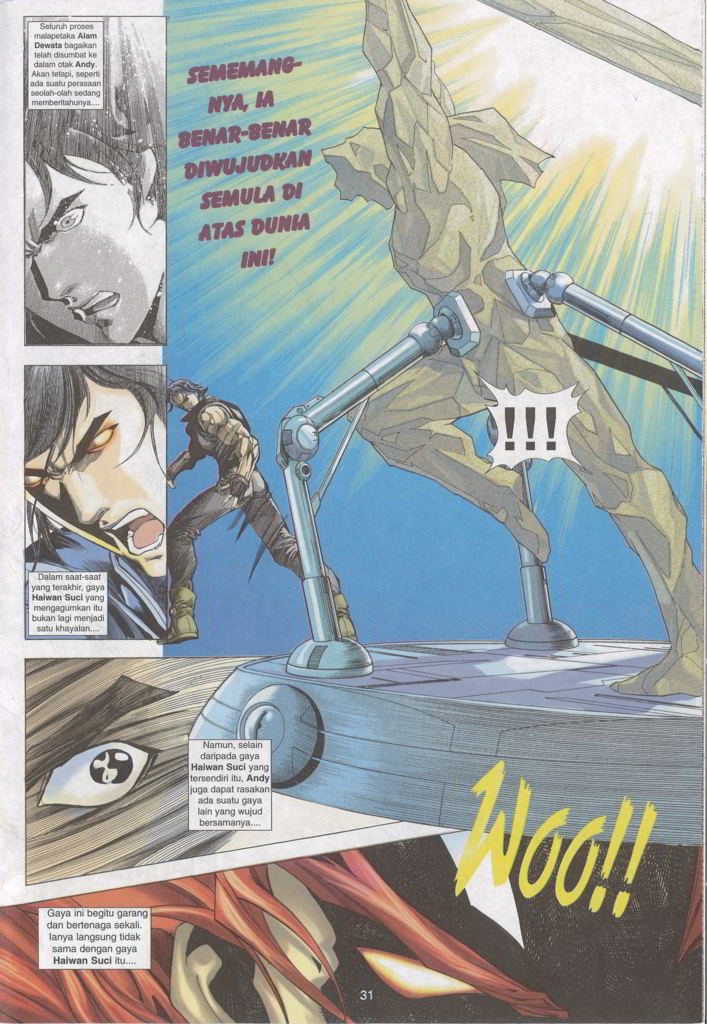 Seluruh proses
malapetaka Alam
Dewata bagaikan
telah disumbat ke
dalam otak Andy.
Akan tetapi, seperti
ada suatu perasaan
seolah-olah sedang
memberitahunya....
SEMEMANG-
NYA, IA
BENAR-BENAR
DIWUJUDKAN
SEMULA DI
ATAS DUNIA
INI!
!!!
Dalam saat-saat
yang terakhir, gaya
Haiwan Suci yang
mengagumkan itu
bukan lagi menjadi
satu khayalan....
Namun, selain
daripada gaya
Haiwan Suci yang
tersendiri itu, Andy
juga dapat rasakan
ada suatu gaya
lain yang wujud
bersamanya....
WOO!!
Gaya ini begitu garang
dan bertenaga sekali.
Ianya langsung tidak
sama dengan gaya
Haiwan Suci itu....
31